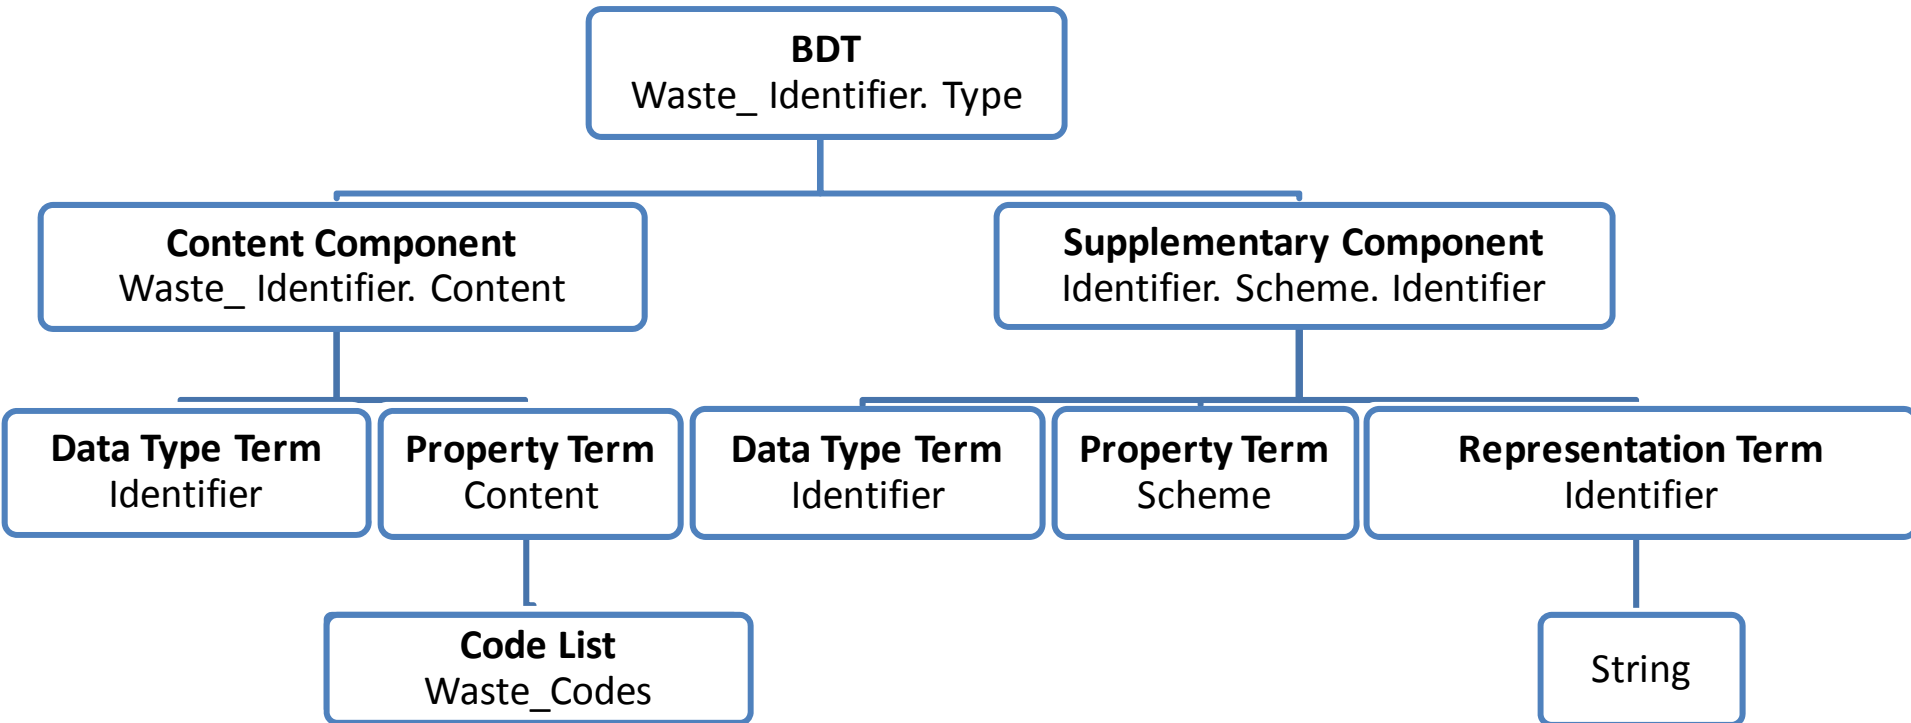 BDT
Waste_ Identifier. Type
Content Component
Waste_ Identifier. Content
Supplementary Component
Identifier. Scheme. Identifier
Data Type Term
Identifier
Property Term
Content
Data Type Term
Identifier
Property Term
Scheme
Representation Term
Identifier
Code List
Waste_Codes
String